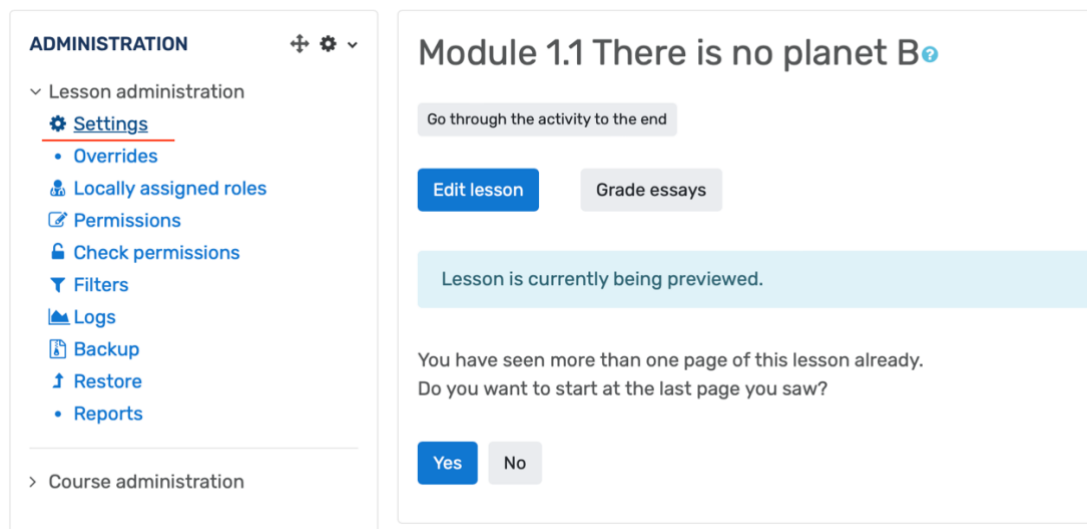 ADMINISTRATION
Lesson administration
Settings
Overrides
Locally assigned roles
Permissions
Check permissions
Filters
Logs
Backup
Restore
Reports
Course administration
Module 1.1 There is no planet B
Go through the activity to the end
Edit lesson
Grade essays
Lesson is currently being previewed.
You have seen more than one page of this lesson already.
Do you want to start at the last page you saw?
Yes
No